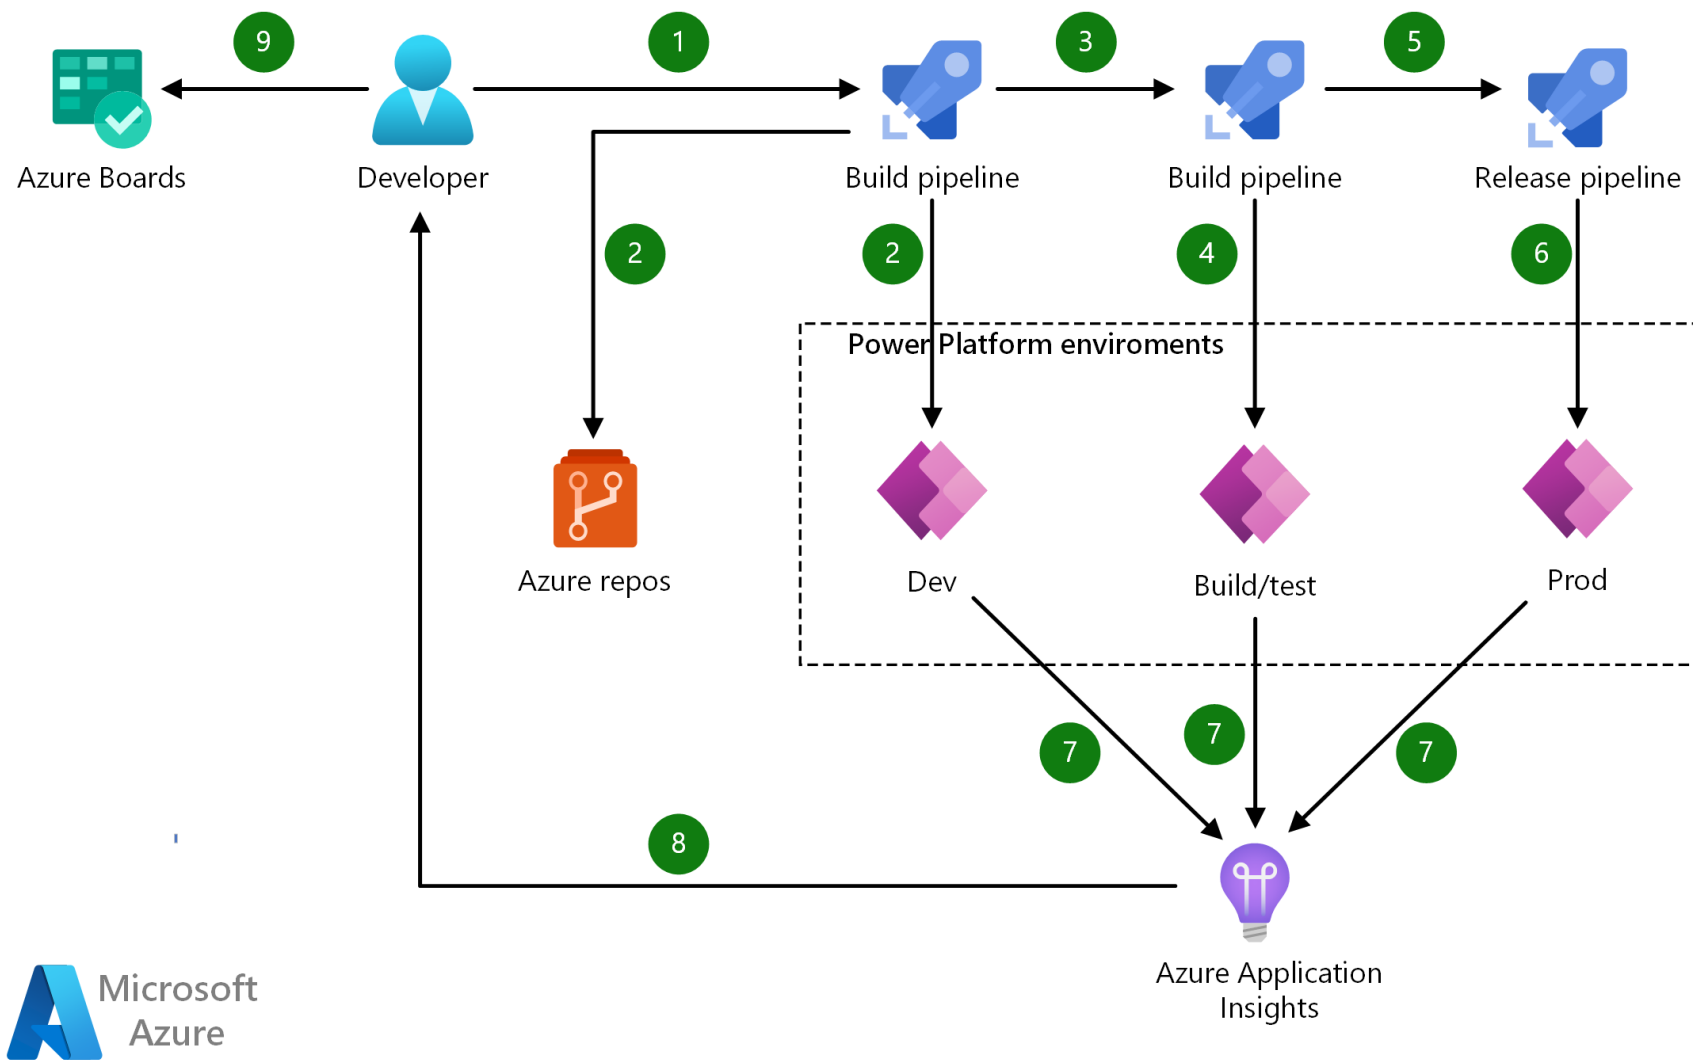 9
1
3
5
Azure Boards
Developer
Build pipeline
Build pipeline
Release pipeline
2
2
4
6
Power Platform enviroments
Azure repos
Dev
Build/test
Prod
7
7
7
8
Azure Application
Insights
Microsoft
Azure